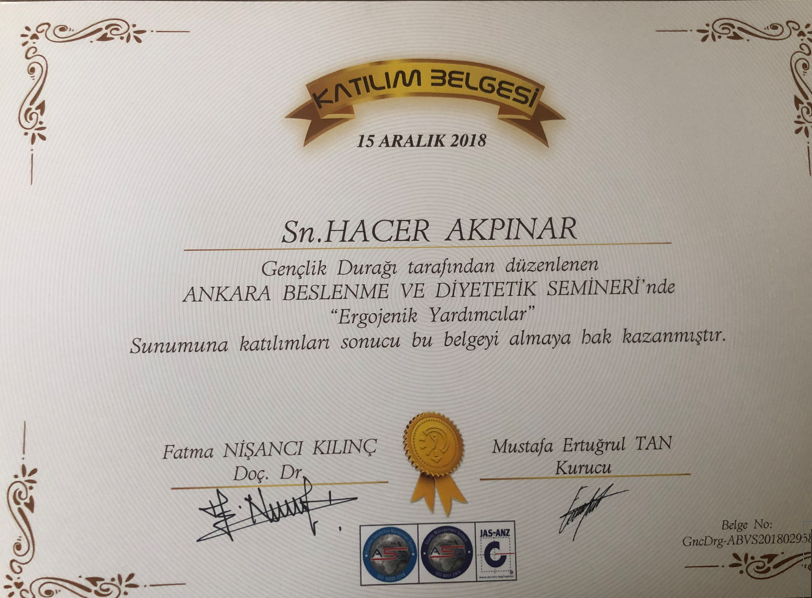 KATILIM BELGESİ
15 ARALIK 2018
Sn.HACER AKPINAR
Gençlik Durağı tarafından düzenlenen
ANKARA BESLENME VE DİYETETİK SEMİNERİ'nde
“Ergojenik Yardımcılar”
Sunumuna katılımları sonucu bu belgeyi almaya hak kazanmıştır.
Fatma NİŞANCI KILINÇ
Doç. Dr.
Mustafa Ertuğrul TAN
Kurucu
JAS-ANZ
Belge No:
GncDrg-ABVS20180295